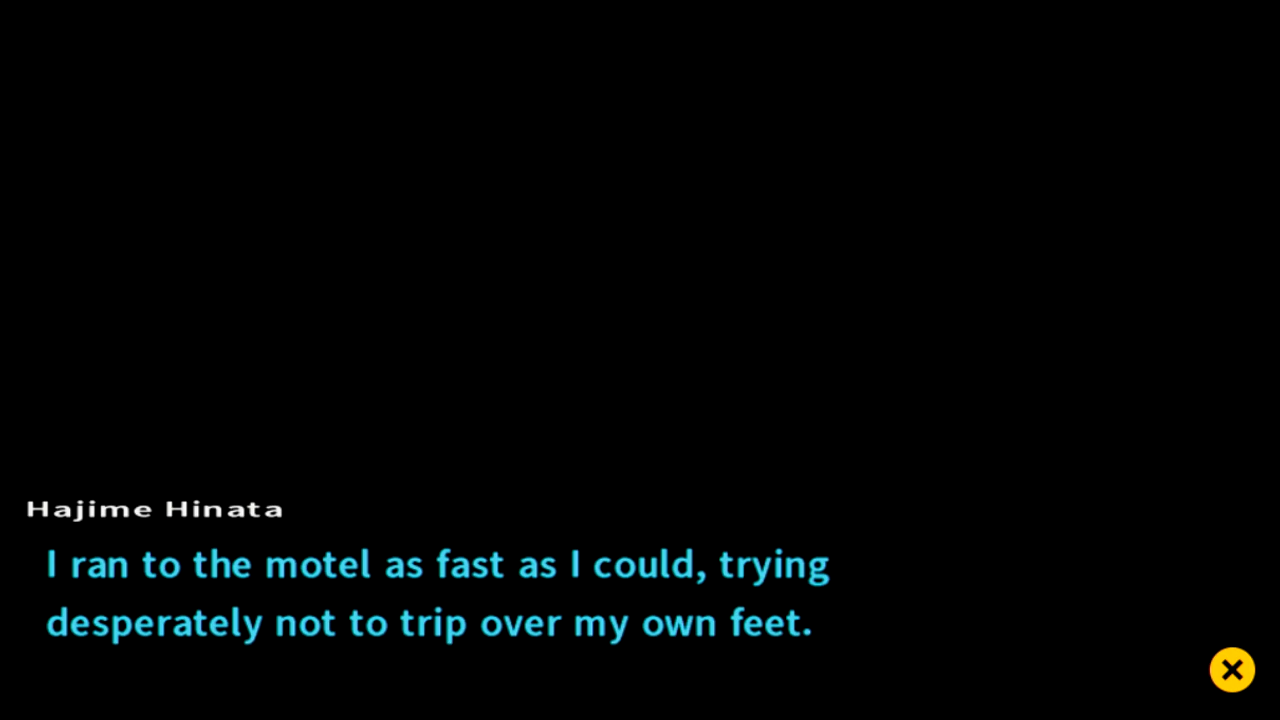 Hajime Hinata
I ran to the motel as fast as I could, trying
desperately not to trip over my own feet.